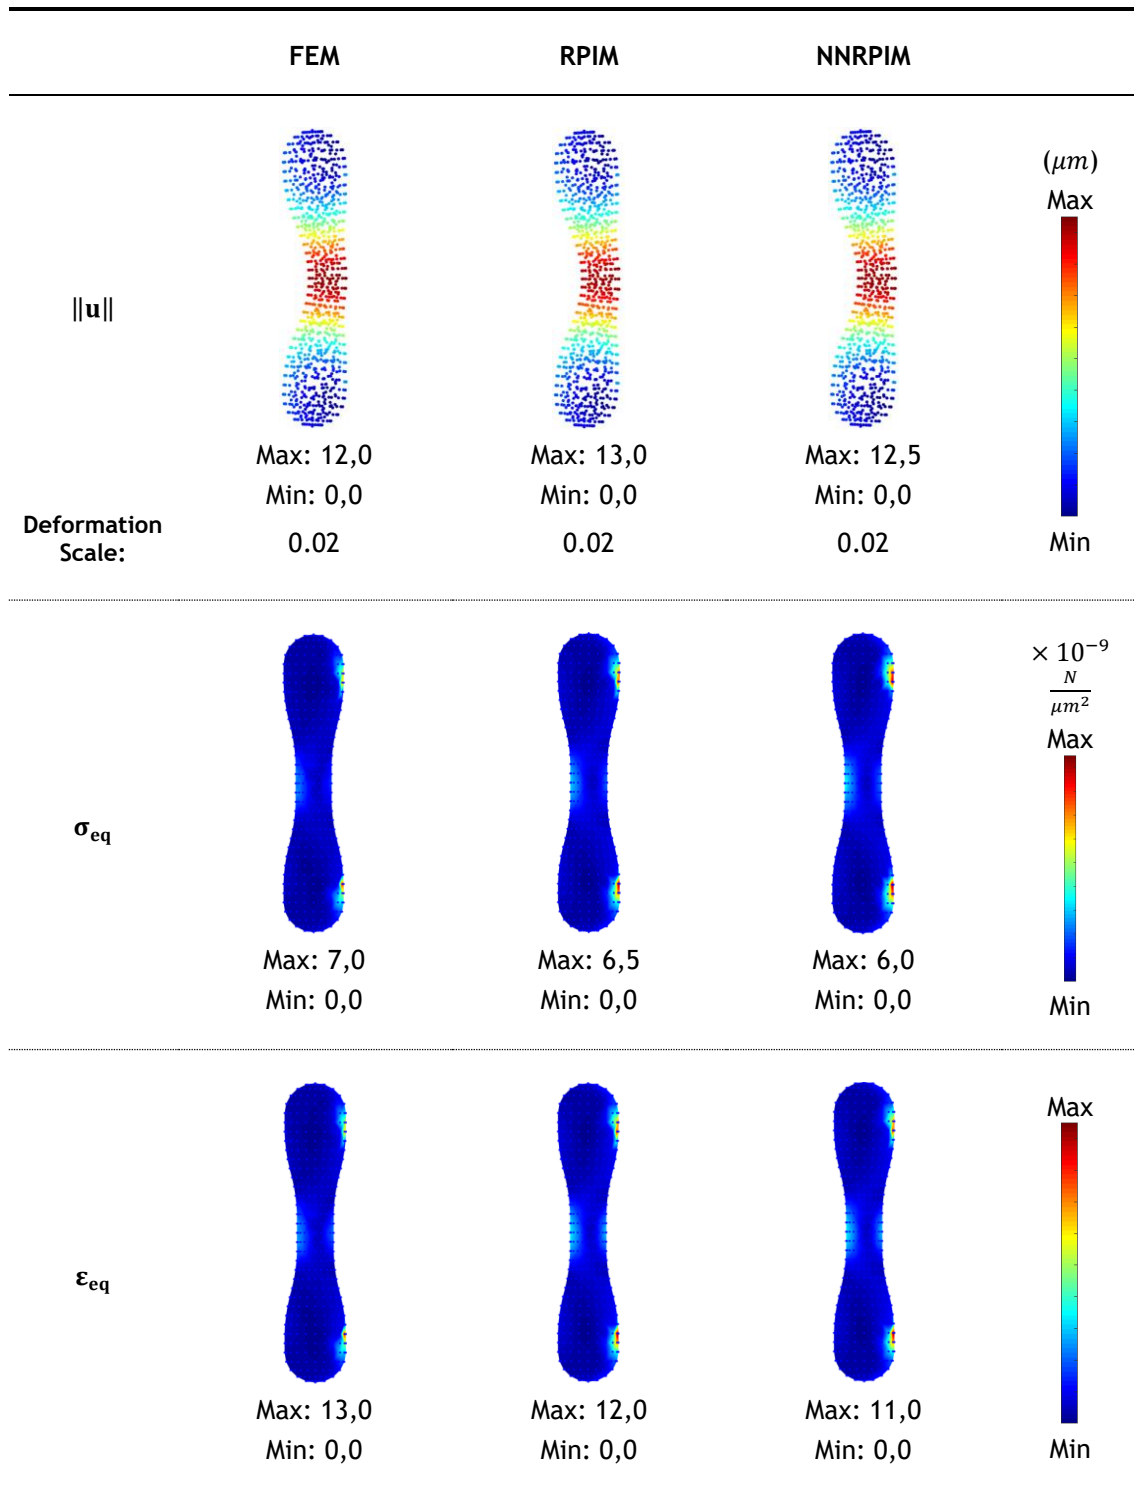 FEM RPIM NNRPIM
(μm)
Max
‖u‖
Max: 12,0 Max: 13,0 Max: 12,5
Min: 0,0 Min: 0,0 Min: 0,0
Deformation
Scale:
0.02 0.02 0.02 Min
× 10⁻⁹
N
μm²
Max
σeq
Max: 7,0 Max: 6,5 Max: 6,0
Min: 0,0 Min: 0,0 Min: 0,0
Min
Max
εeq
Max: 13,0 Max: 12,0 Max: 11,0
Min: 0,0 Min: 0,0 Min: 0,0 Min